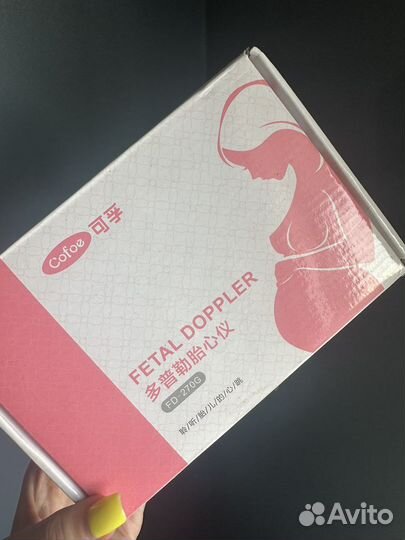 Cofoe 可孚
FETAL DOPPLER
多普勒胎心仪
FD-270G
聆/听/胎/儿/的/心/跳
Avito